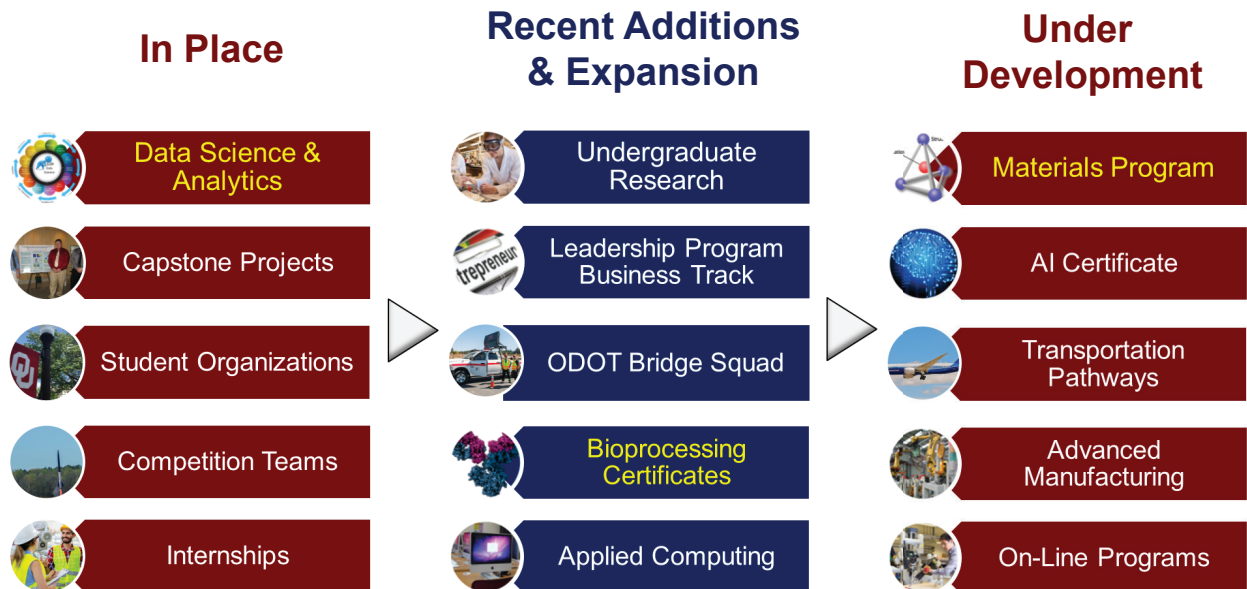 In Place
Data Science &
Analytics
Capstone Projects
Student Organizations
Competition Teams
Internships
Recent Additions
& Expansion
Undergraduate
Research
trepreneur
Leadership Program
Business Track
ODOT Bridge Squad
Bioprocessing
Certificates
Applied Computing
Under
Development
Materials Program
AI Certificate
Transportation
Pathways
Advanced
Manufacturing
On-Line Programs